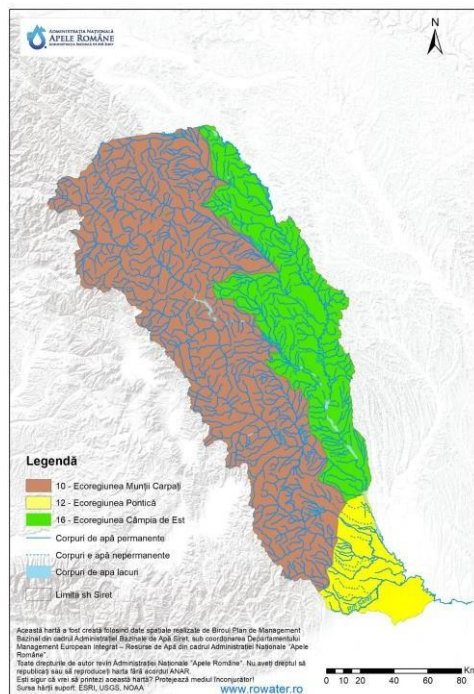 ADMINISTRAȚIA NAȚIONALĂ
APELE ROMÂNE
ADMINISTRAȚIA BAZINALĂ DE APĂ SIRET
N
Legendă
10 - Ecoregiunea Munții Carpați
12 - Ecoregiunea Pontică
16 - Ecoregiunea Câmpia de Est
Corpuri de apă permanente
Corpuri e apă nepermanente
Corpuri de apa lacuri
Limita sh Siret
Această hartă a fost creată folosind date spațiale realizate de Biroul Plan de Management
Bazinal din cadrul Administrației Bazinale de Apă Siret, sub coordonarea Departamentului
Management European Integrat – Resurse de Apă din cadrul Administrației Naționale "Apele
Române".
Toate drepturile de autor revin Administrației Naționale "Apele Române". Nu aveți dreptul să
republicați sau să reproduceți harta fără acordul ANAR.
Ești sigur că vrei să printezi această hartă? Protejează mediul înconjurător!
Sursa hărții suport: ESRI, USGS, NOAA
www.rowater.ro
0 10 20 40 60 80
Km